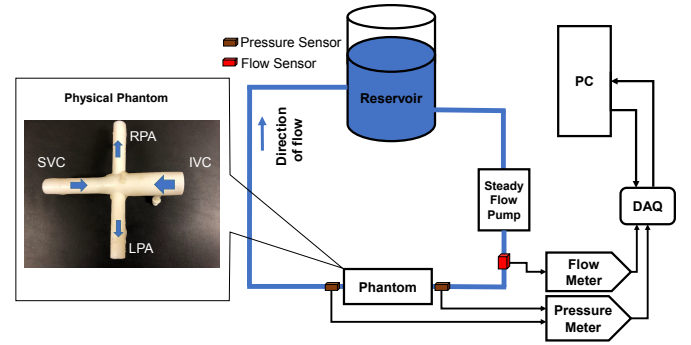 Pressure Sensor
Flow Sensor
Reservoir
PC
Physical Phantom
RPA
SVC
IVC
LPA
Direction
of flow
Steady
Flow
Pump
DAQ
Phantom
Flow
Meter
Pressure
Meter